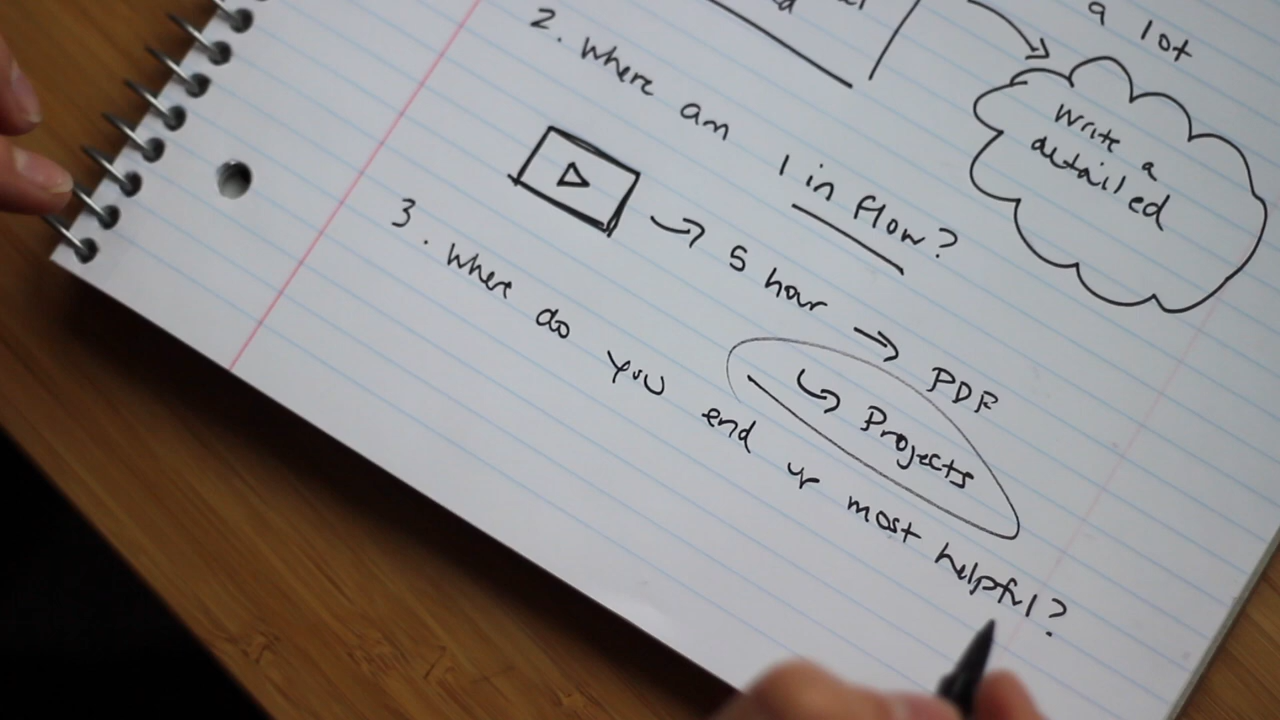 a lot
write a
detailed
2. where am I in flow?
→ 5 hour → PDF
↳ Projects
3. where do you end up most helpful?